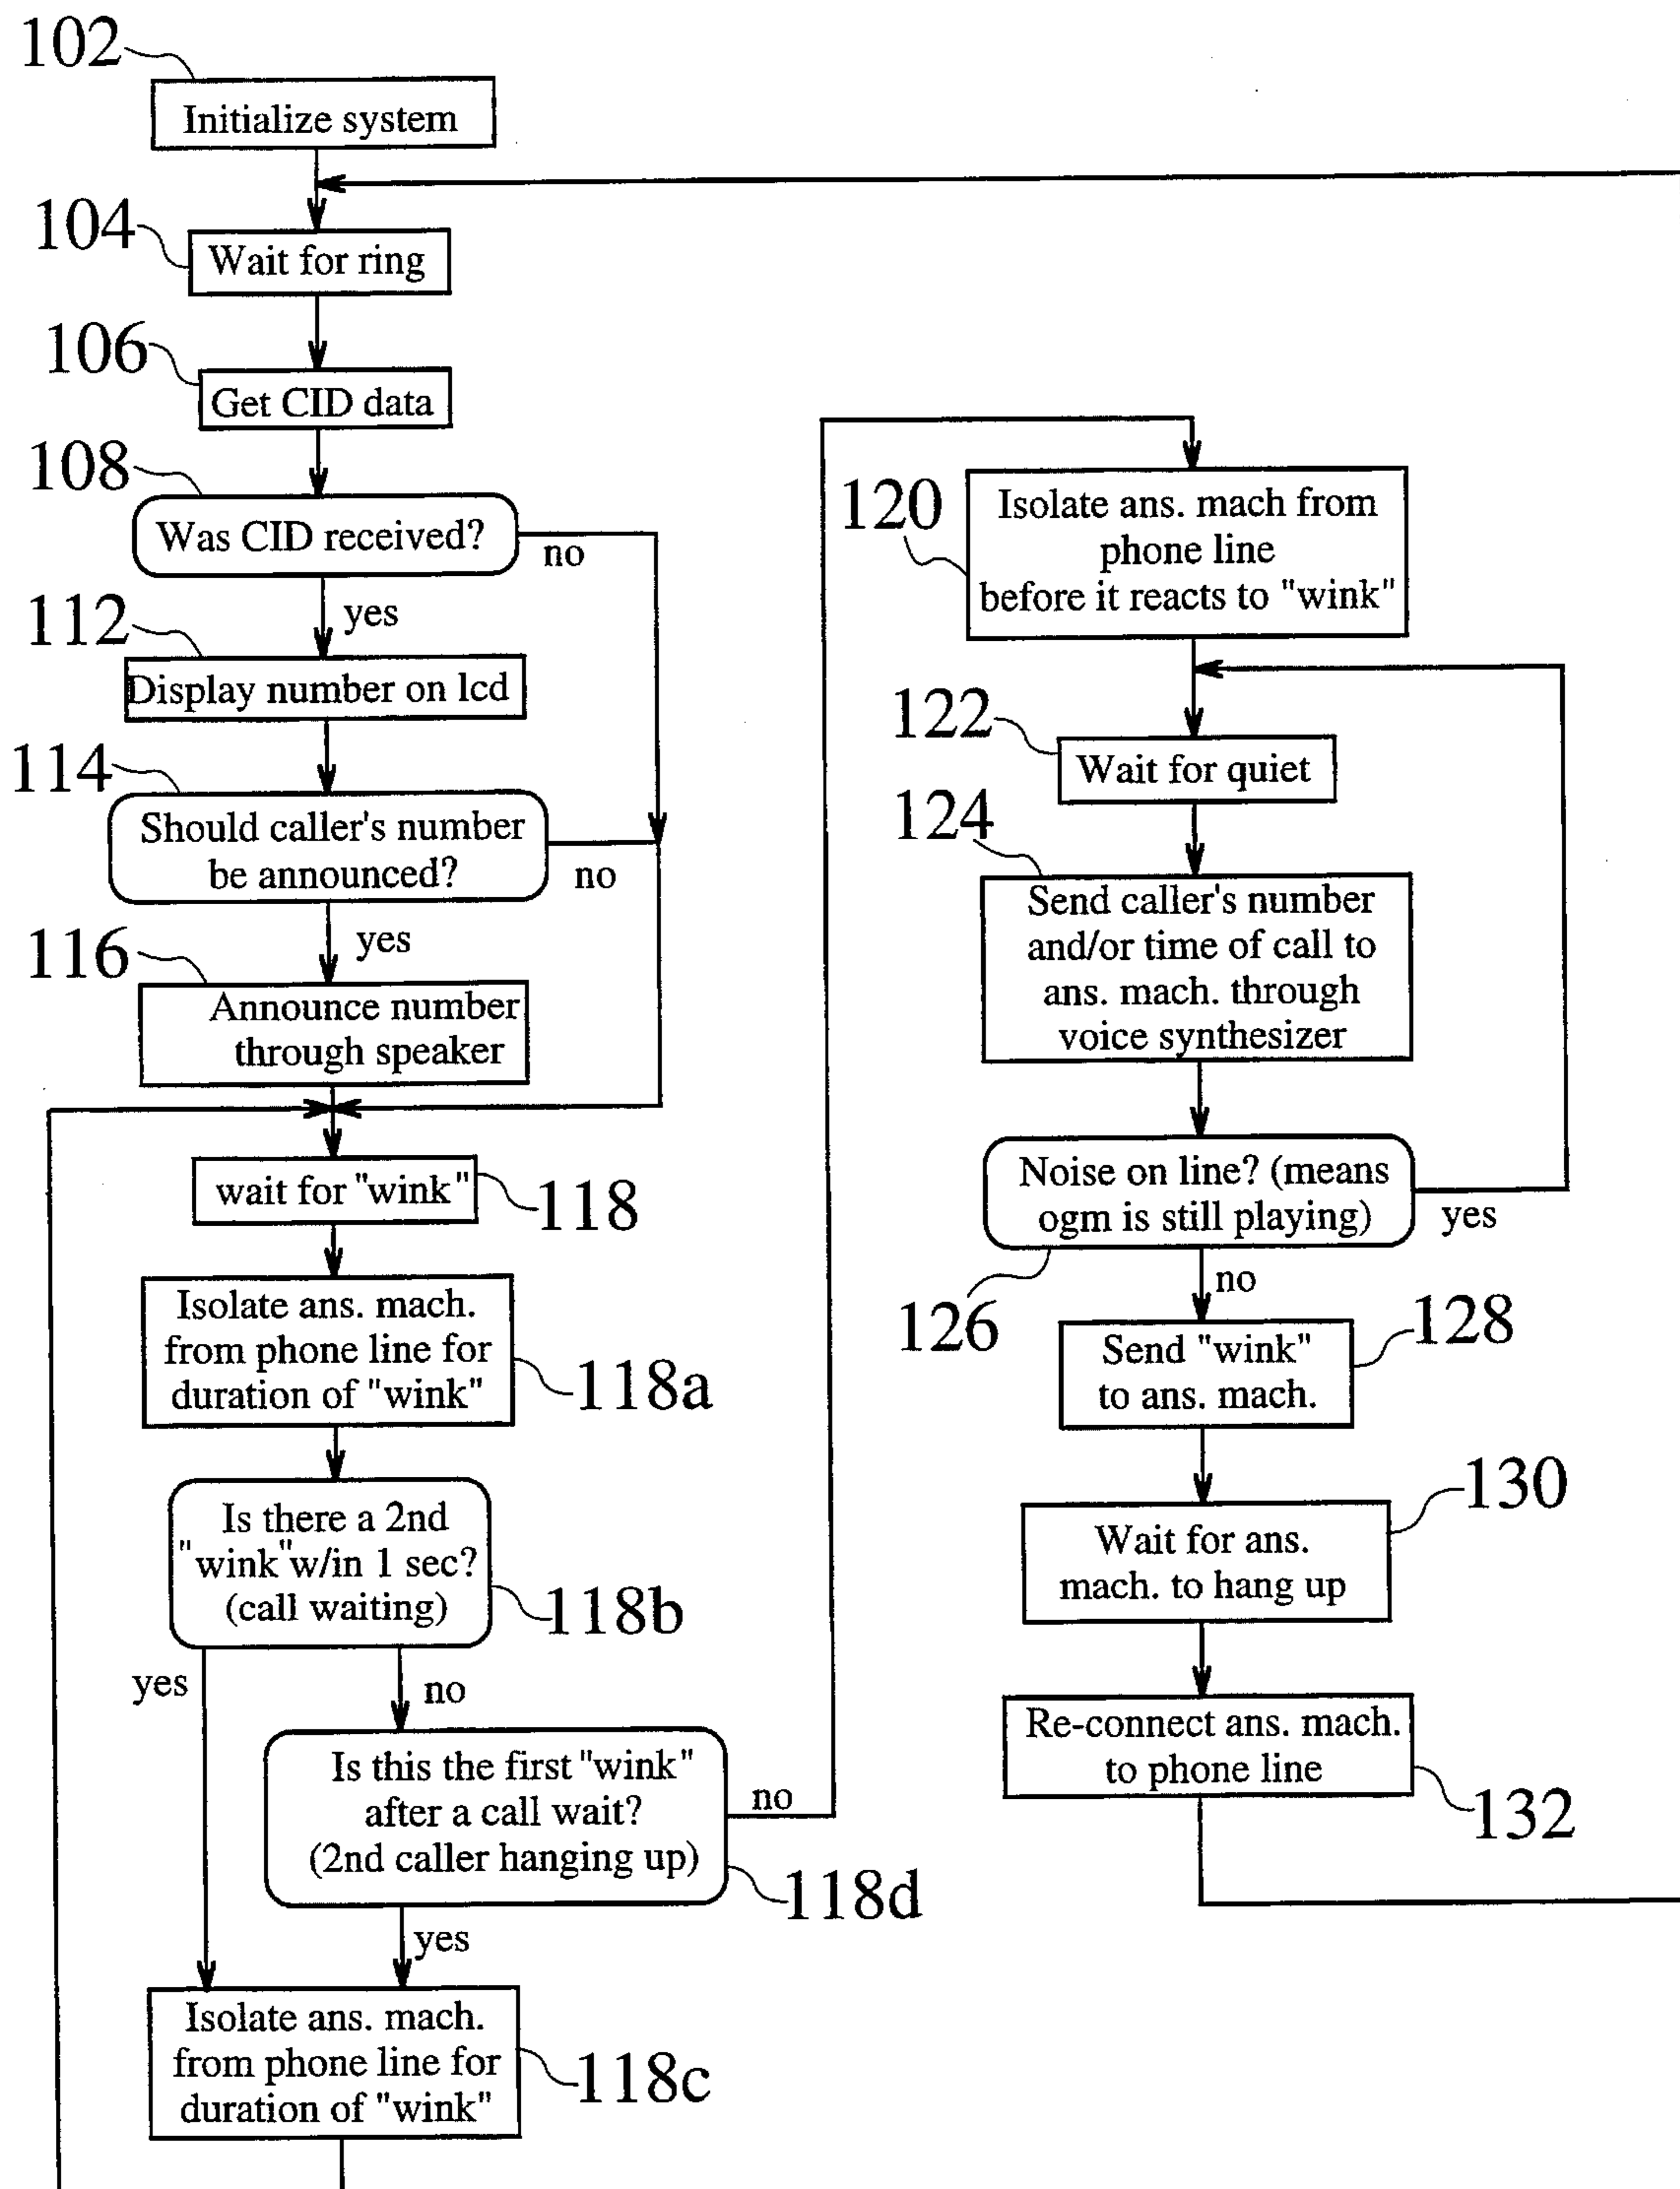 102
Initialize system
104
Wait for ring
106
Get CID data
108
Was CID received?
no
yes
112
Display number on lcd
114
Should caller's number
be announced?
no
yes
116
Announce number
through speaker
wait for "wink"
118
Isolate ans. mach.
from phone line for
duration of "wink"
118a
Is there a 2nd
"wink" w/in 1 sec?
(call waiting)
118b
yes
no
Is this the first "wink"
after a call wait?
(2nd caller hanging up)
no
118d
yes
Isolate ans. mach.
from phone line for
duration of "wink"
118c
120
Isolate ans. mach from
phone line
before it reacts to "wink"
122
Wait for quiet
124
Send caller's number
and/or time of call to
ans. mach. through
voice synthesizer
Noise on line? (means
ogm is still playing)
yes
126
no
Send "wink"
to ans. mach.
128
Wait for ans.
mach. to hang up
130
Re-connect ans. mach.
to phone line
132